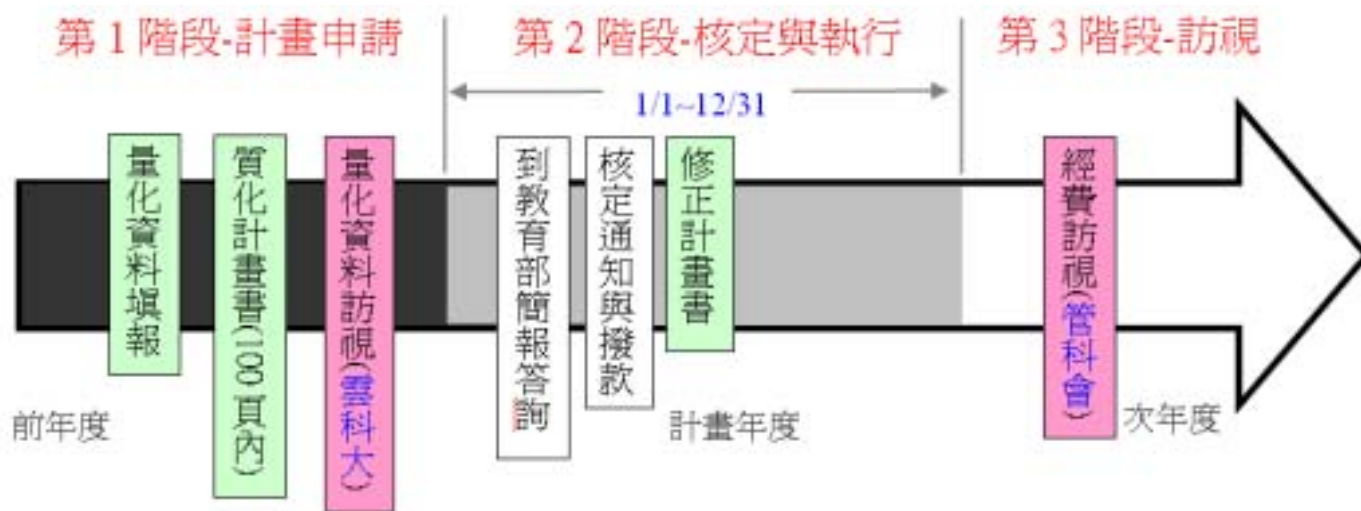 第 1 階段-計畫申請
第 2 階段-核定與執行
第 3 階段-訪視
1/1~12/31
量化資料填報
質化計畫書(100頁內)
量化資料訪視(雲科大)
到教育部簡報答詢
核定通知與撥款
修正計畫書
經費訪視(管科會)
前年度
計畫年度
次年度